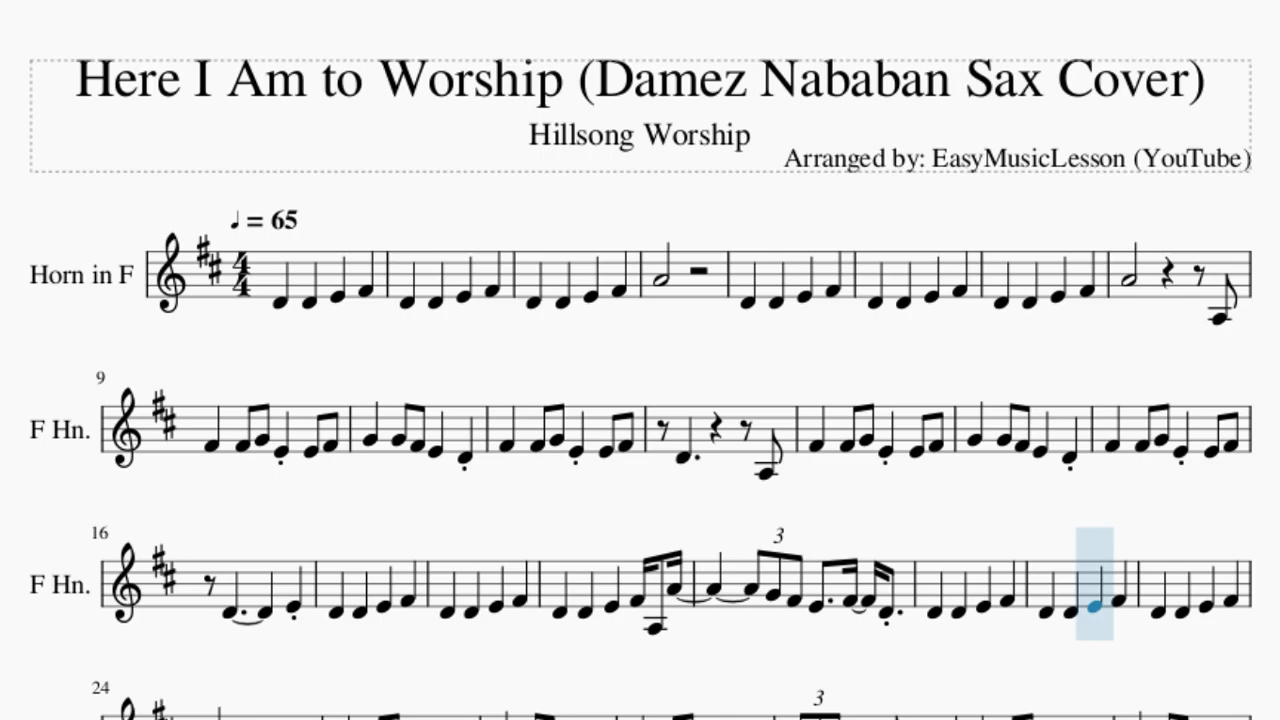 Here I Am to Worship (Damez Nababan Sax Cover)
Hillsong Worship
Arranged by: EasyMusicLesson (YouTube)
♩ = 65
Horn in F
4
4
9
F Hn.
16
3
F Hn.
24
3